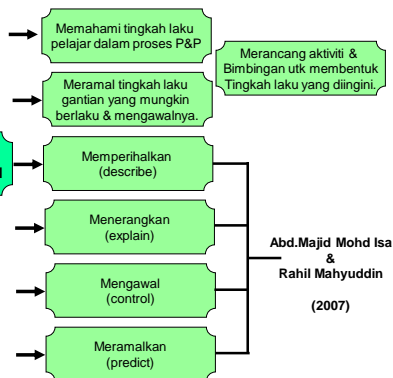 Memahami tingkah laku
pelajar dalam proses P&P
Merancang aktiviti &
Bimbingan utk membentuk
Tingkah laku yang diingini.
Meramal tingkah laku
gantian yang mungkin
berlaku & mengawalnya.
Memperihalkan
(describe)
Menerangkan
(explain)
Mengawal
(control)
Meramalkan
(predict)
Abd.Majid Mohd Isa
&
Rahil Mahyuddin
(2007)